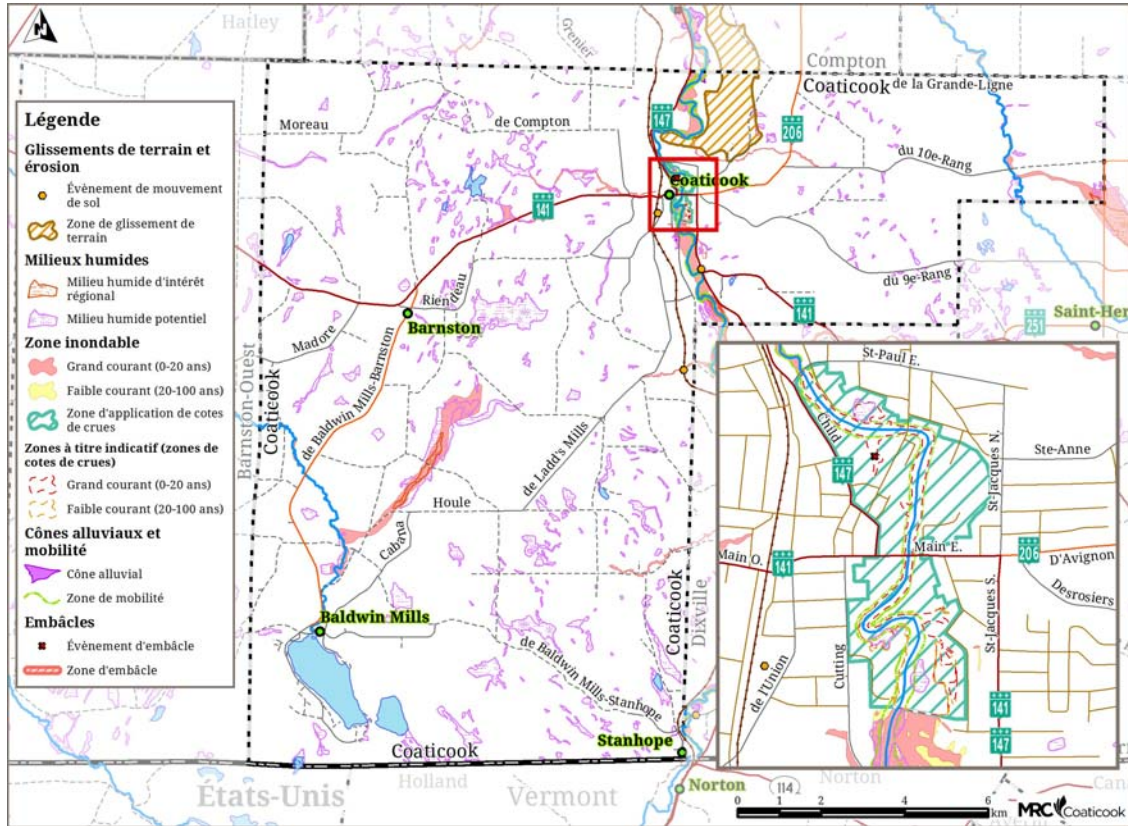 N
Hatley
Grenier
Compton
Coaticook
de la Grande-Ligne
147
206
Moreau
de Compton
du 10e-Rang
Coaticook
141
du 9e-Rang
141
251
Saint-Her
Riendeau
Barnston
Madore
Barnston-Ouest
Coaticook
de Baldwin Mills-Barnston
de Ladd's Mills
Houle
Cabana
Baldwin Mills
Coaticook
Dixville
de Baldwin Mills-Stanhope
Stanhope
Coaticook
Holland
États-Unis
Vermont
Norton
114
Norton
Légende
Glissements de terrain et
érosion
Évènement de mouvement
de sol
Zone de glissement de
terrain
Milieux humides
Milieu humide d'intérêt
régional
Milieu humide potentiel
Zone inondable
Grand courant (0-20 ans)
Faible courant (20-100 ans)
Zone d'application de cotes
de crues
Zones à titre indicatif (zones de
cotes de crues)
Grand courant (0-20 ans)
Faible courant (20-100 ans)
Cônes alluviaux et
mobilité
Cône alluvial
Zone de mobilité
Embâcles
Évènement d'embâcle
Zone d'embâcle
St-Paul E.
Child
147
St-Jacques N.
Ste-Anne
Main O.
141
Main E.
206
D'Avignon
Desrosiers
St-Jacques S.
Cutting
de l'Union
141
147
0 2 4 6
km
MRC Coaticook